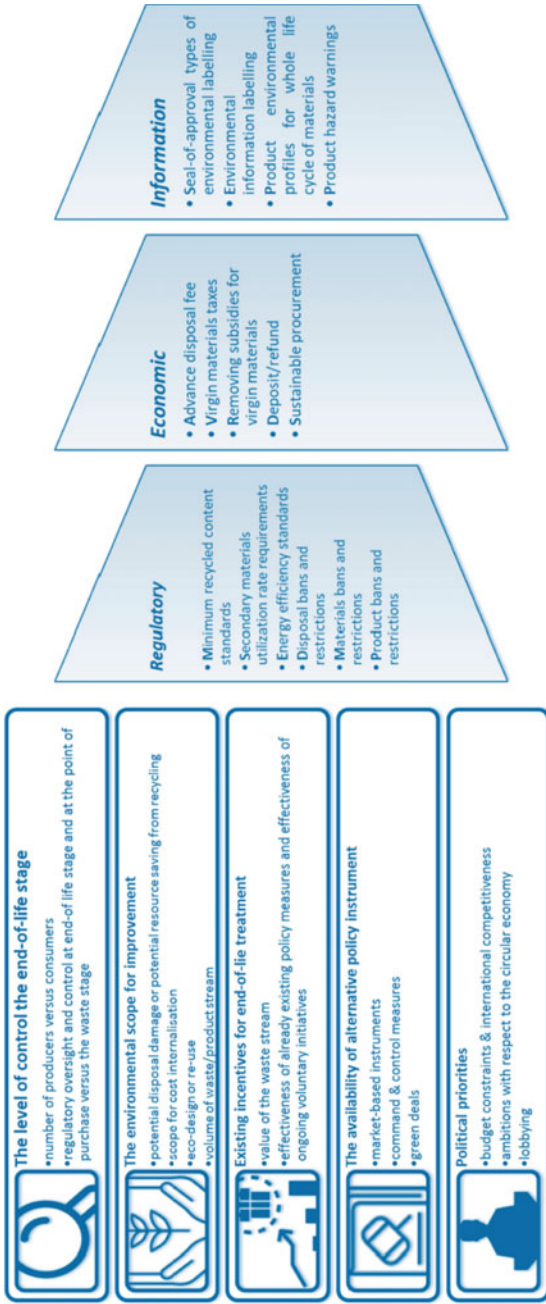 The level of control the end-of-life stage
•number of producers versus consumers
•regulatory oversight and control at end-of life stage and at the point of
purchase versus the waste stage
The environmental scope for improvement
•potential disposal damage or potential resource saving from recycling
•scope for cost internalisation
•eco-design or re-use
•volume of waste/product stream
Existing incentives for end-of-lie treatment
•value of the waste stream
•effectiveness of already existing policy measures and effectiveness of
ongoing voluntary initiatives
The availability of alternative policy instrument
•market-based instruments
•command & control measures
•green deals
Political priorities
•budget constraints & international competitiveness
•ambitions with respect to the circular economy
•lobbying
Regulatory
• Minimum recycled content
standards
• Secondary materials
utilization rate requirements
• Energy efficiency standards
• Disposal bans and
restrictions
• Materials bans and
restrictions
• Product bans and
restrictions
Economic
• Advance disposal fee
• Virgin materials taxes
• Removing subsidies for
virgin materials
• Deposit/refund
• Sustainable procurement
Information
• Seal-of-approval types of
environmental labelling
• Environmental
information labelling
• Product environmental
profiles for whole life
cycle of materials
• Product hazard warnings